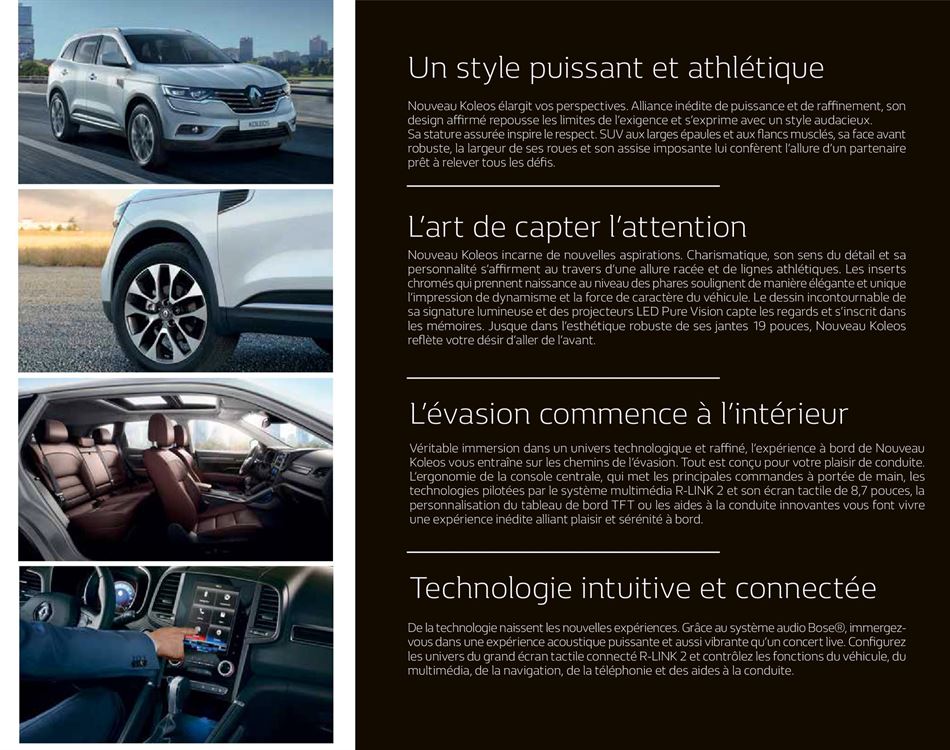 KOLEOS
Un style puissant et athlétique
Nouveau Koleos élargit vos perspectives. Alliance inédite de puissance et de raffinement, son
design affirmé repousse les limites de l'exigence et s'exprime avec un style audacieux.
Sa stature assurée inspire le respect. SUV aux larges épaules et aux flancs musclés, sa face avant
robuste, la largeur de ses roues et son assise imposante lui confèrent l'allure d'un partenaire
prêt à relever tous les défis.
L'art de capter l'attention
Nouveau Koleos incarne de nouvelles aspirations. Charismatique, son sens du détail et sa
personnalité s'affirment au travers d'une allure racée et de lignes athlétiques. Les inserts
chromés qui prennent naissance au niveau des phares soulignent de manière élégante et unique
l'impression de dynamisme et la force de caractère du véhicule. Le dessin incontournable de
sa signature lumineuse et des projecteurs LED Pure Vision capte les regards et s'inscrit dans
les mémoires. Jusque dans l'esthétique robuste de ses jantes 19 pouces, Nouveau Koleos
reflète votre désir d'aller de l'avant.
L'évasion commence à l'intérieur
Véritable immersion dans un univers technologique et raffiné, l'expérience à bord de Nouveau
Koleos vous entraîne sur les chemins de l'évasion. Tout est conçu pour votre plaisir de conduite.
L'ergonomie de la console centrale, qui met les principales commandes à portée de main, les
technologies pilotées par le système multimédia R-LINK 2 et son écran tactile de 8,7 pouces, la
personnalisation du tableau de bord TFT ou les aides à la conduite innovantes vous font vivre
une expérience inédite alliant plaisir et sérénité à bord.
Technologie intuitive et connectée
De la technologie naissent les nouvelles expériences. Grâce au système audio Bose®, immergez-
vous dans une expérience acoustique puissante et aussi vibrante qu'un concert live. Configurez
les univers du grand écran tactile connecté R-LINK 2 et contrôlez les fonctions du véhicule, du
multimédia, de la navigation, de la téléphonie et des aides à la conduite.